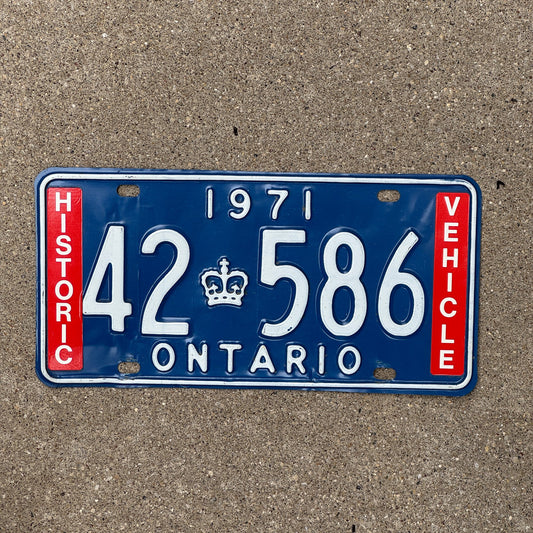 1971
HISTORIC
42 586
VEHICLE
ONTARIO